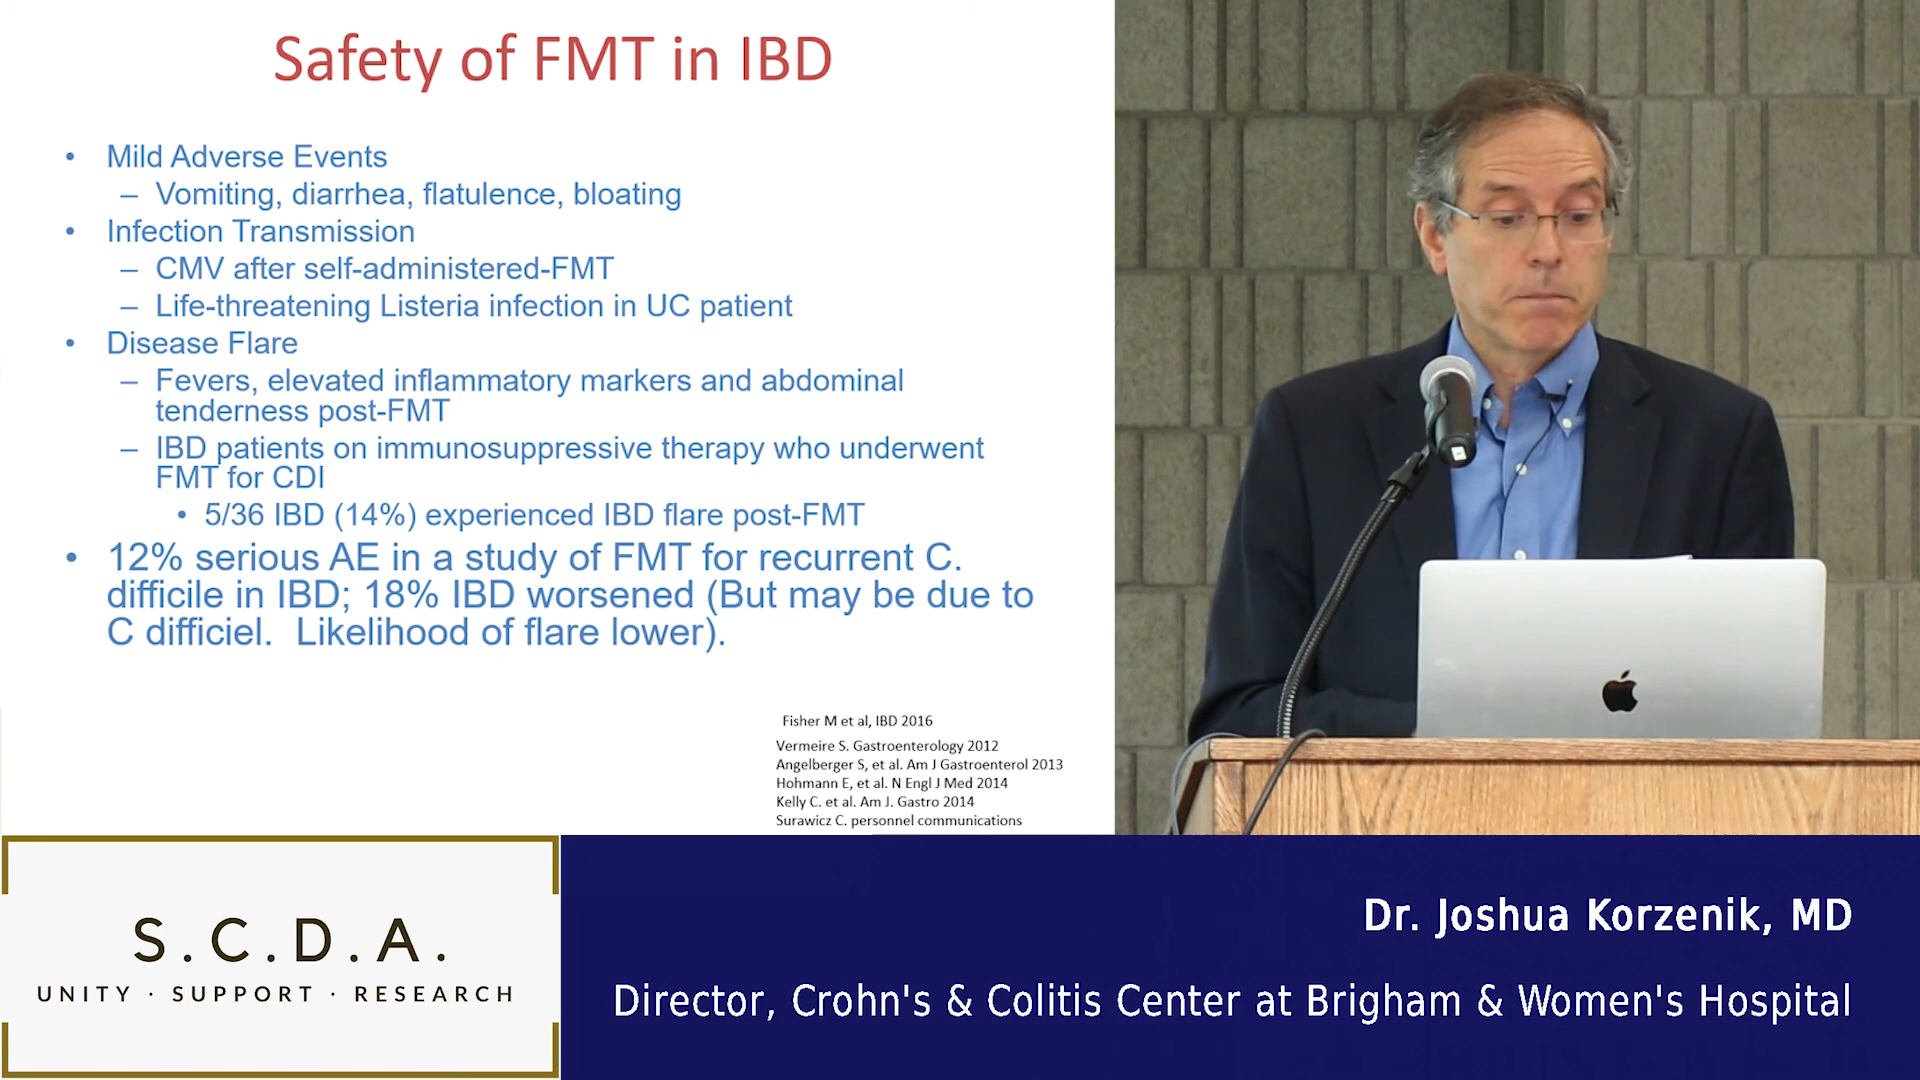 Safety of FMT in IBD
• Mild Adverse Events
– Vomiting, diarrhea, flatulence, bloating
• Infection Transmission
– CMV after self-administered-FMT
– Life-threatening Listeria infection in UC patient
• Disease Flare
– Fevers, elevated inflammatory markers and abdominal
tenderness post-FMT
– IBD patients on immunosuppressive therapy who underwent
FMT for CDI
• 5/36 IBD (14%) experienced IBD flare post-FMT
• 12% serious AE in a study of FMT for recurrent C.
difficile in IBD; 18% IBD worsened (But may be due to
C difficiel. Likelihood of flare lower).
Fisher M et al, IBD 2016
Vermeire S. Gastroenterology 2012
Angelberger S, et al. Am J Gastroenterol 2013
Hohmann E, et al. N Engl J Med 2014
Kelly C. et al. Am J. Gastro 2014
Surawicz C. personnel communications
S.C.D.A.
UNITY · SUPPORT · RESEARCH
Dr. Joshua Korzenik, MD
Director, Crohn's & Colitis Center at Brigham & Women's Hospital